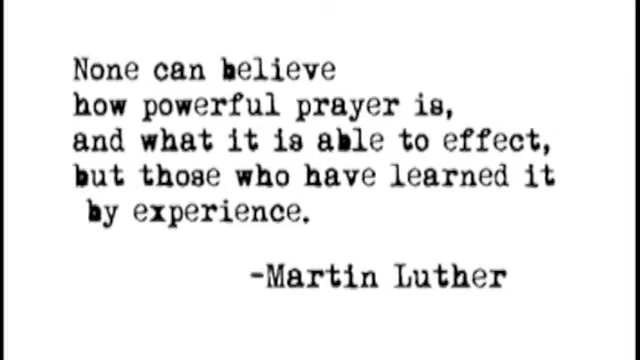 None can believe
how powerful prayer is,
and what it is able to effect,
but those who have learned it
by experience.
-Martin Luther